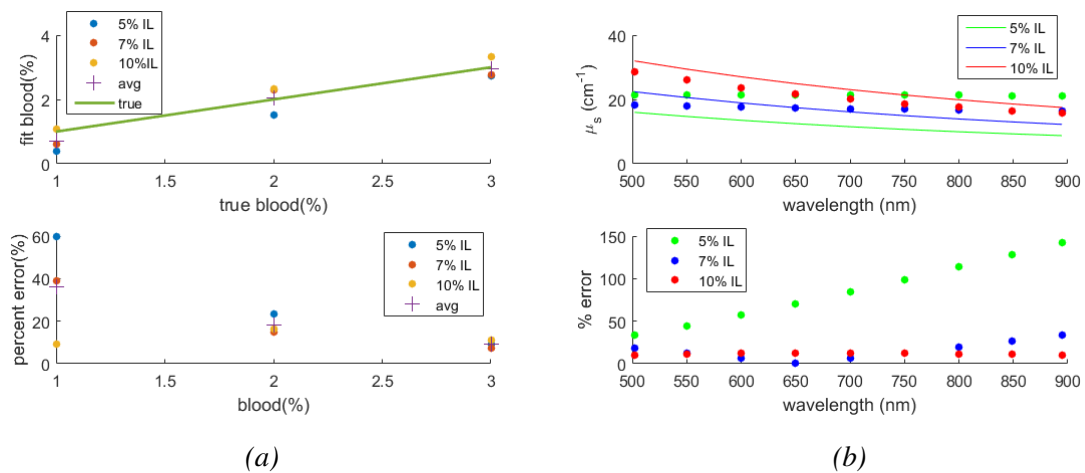 5% IL
7% IL
10%IL
avg
true
4
2
0
fit blood(%)
1
1.5
2
2.5
3
true blood(%)
5% IL
7% IL
10% IL
40
20
0
μs (cm-1)
500
550
600
650
700
750
800
850
900
wavelength (nm)
5% IL
7% IL
10% IL
avg
60
40
20
0
percent error(%)
1
1.5
2
2.5
3
blood(%)
5% IL
7% IL
10% IL
150
100
50
0
% error
500
550
600
650
700
750
800
850
900
wavelength (nm)
(a)
(b)